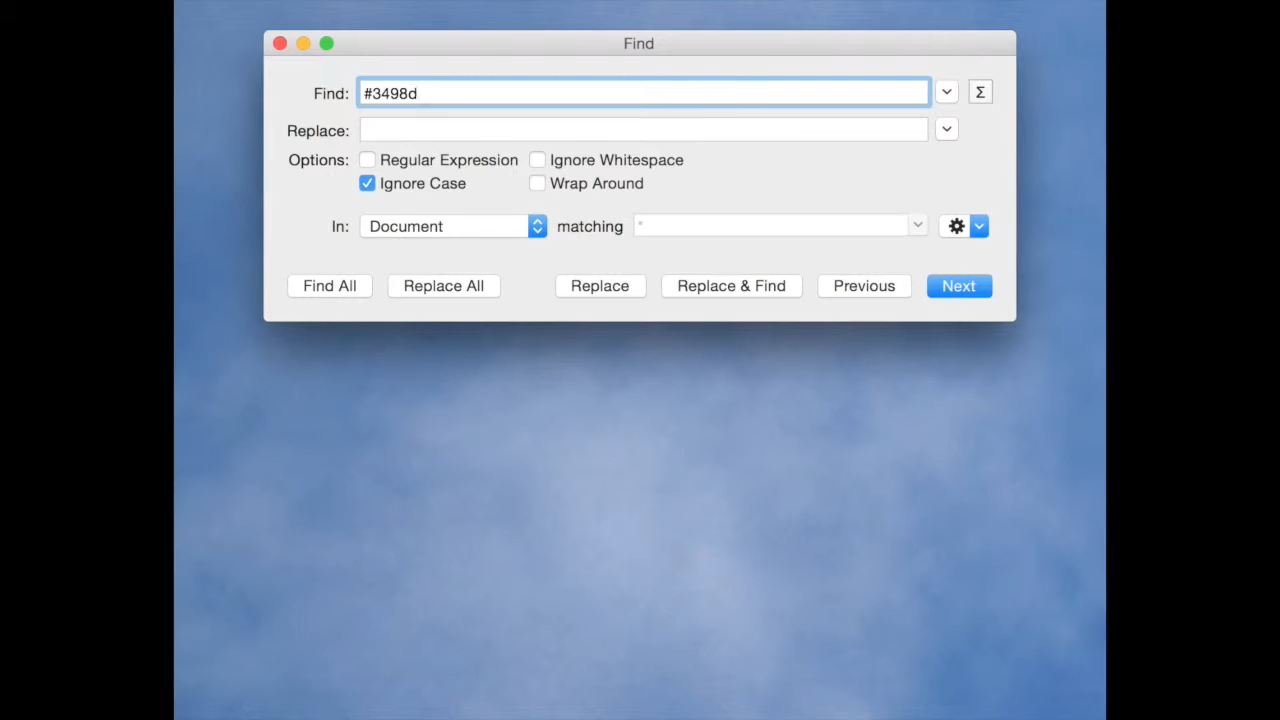 Find
Find: #3498d Σ
Replace:
Options: Regular Expression Ignore Whitespace
Ignore Case Wrap Around
In: Document matching *
Find All Replace All Replace Replace & Find Previous Next